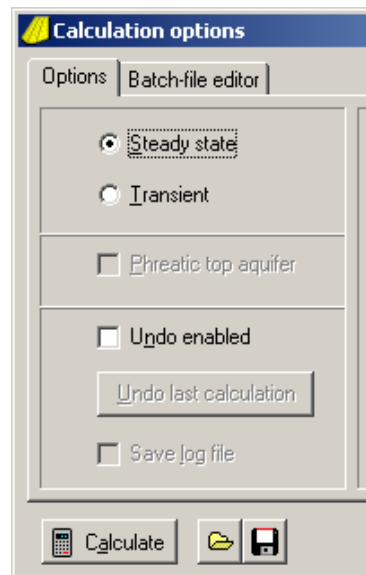 Calculation options
Options Batch-file editor
Steady state
Transient
Phreatic top aquifer
Undo enabled
Undo last calculation
Save log file
Calculate